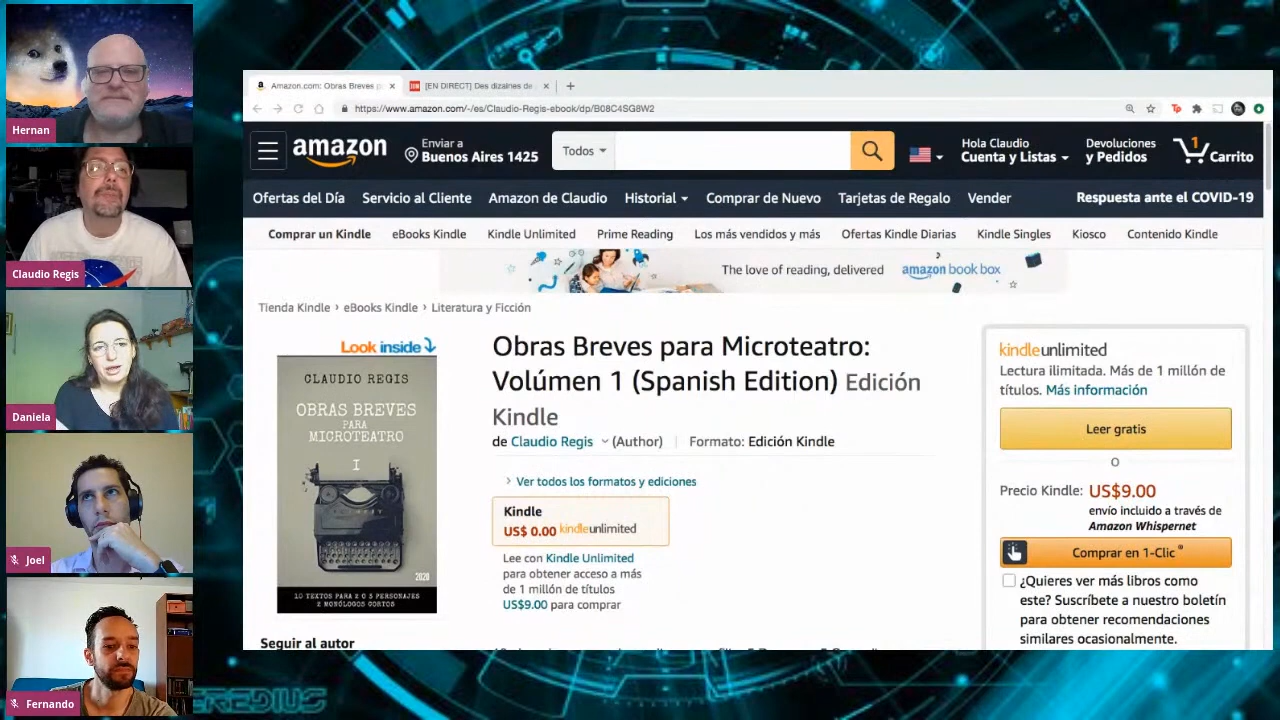 Hernan
Claudio Regis
Daniela
Joel
Fernando
Amazon.com: Obras Breves p
[EN DIRECT] Des dizaines de
https://www.amazon.com/-/es/Claudio-Regis-ebook/dp/B08C4SG8W2
amazon
Enviar a
Buenos Aires 1425
Todos
Hola Claudio
Cuenta y Listas
Devoluciones
y Pedidos
1
Carrito
Ofertas del Día Servicio al Cliente Amazon de Claudio Historial Comprar de Nuevo Tarjetas de Regalo Vender Respuesta ante el COVID-19
Comprar un Kindle eBooks Kindle Kindle Unlimited Prime Reading Los más vendidos y más Ofertas Kindle Diarias Kindle Singles Kiosco Contenido Kindle
The love of reading, delivered amazon book box
Tienda Kindle › eBooks Kindle › Literatura y Ficción
Look inside
CLAUDIO REGIS
OBRAS BREVES
PARA
MICROTEATRO
I
2020
10 TEXTOS PARA 2 O 3 PERSONAJES
2 MONÓLOGOS CORTOS
Seguir al autor
Obras Breves para Microteatro:
Volúmen 1 (Spanish Edition) Edición
Kindle
de Claudio Regis (Author) | Formato: Edición Kindle
› Ver todos los formatos y ediciones
Kindle
US$ 0.00 kindleunlimited
Lee con Kindle Unlimited
para obtener acceso a más
de 1 millón de títulos
US$9.00 para comprar
kindleunlimited
Lectura ilimitada. Más de 1 millón de
títulos. Más información
Leer gratis
O
Precio Kindle: US$9.00
envío incluido a través de
Amazon Whispernet
Comprar en 1-Clic®
¿Quieres ver más libros como
este? Suscríbete a nuestro boletín
para obtener recomendaciones
similares ocasionalmente.